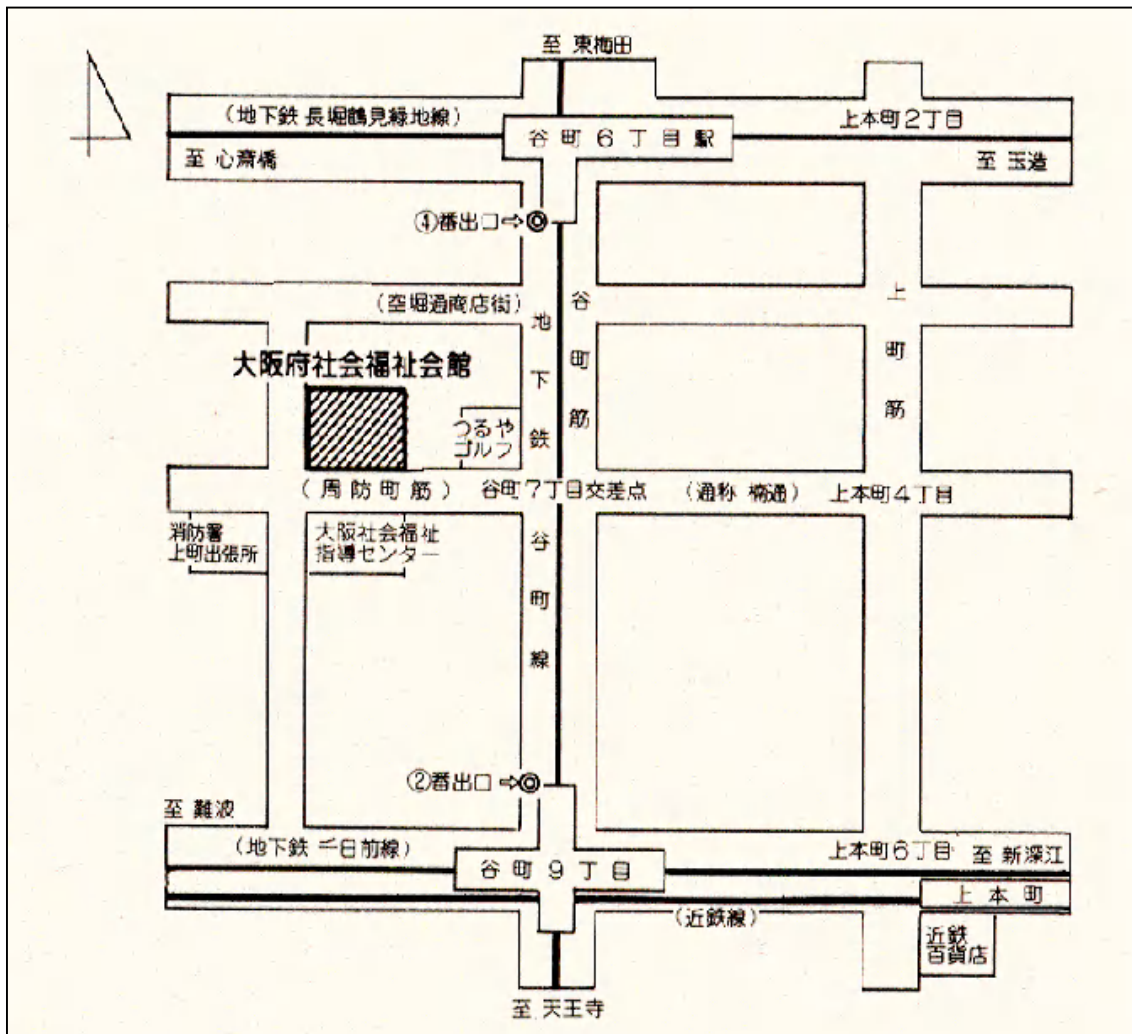 至 東梅田
(地下鉄 長堀鶴見緑地線)
上本町2丁目
谷町6丁目駅
至 心斎橋
至 玉造
④番出口⇨◎
(空堀通商店街)
地下鉄
谷町筋
上町筋
大阪府社会福祉会館
つるや
ゴルフ
(周防町筋)
谷町7丁目交差点
(通称 楠通)
上本町4丁目
消防署
上町出張所
大阪社会福祉
指導センター
谷町線
②番出口⇨◎
至 難波
(地下鉄 千日前線)
上本町6丁目
至 新深江
谷町9丁目
上本町
(近鉄線)
近鉄
百貨店
至 天王寺